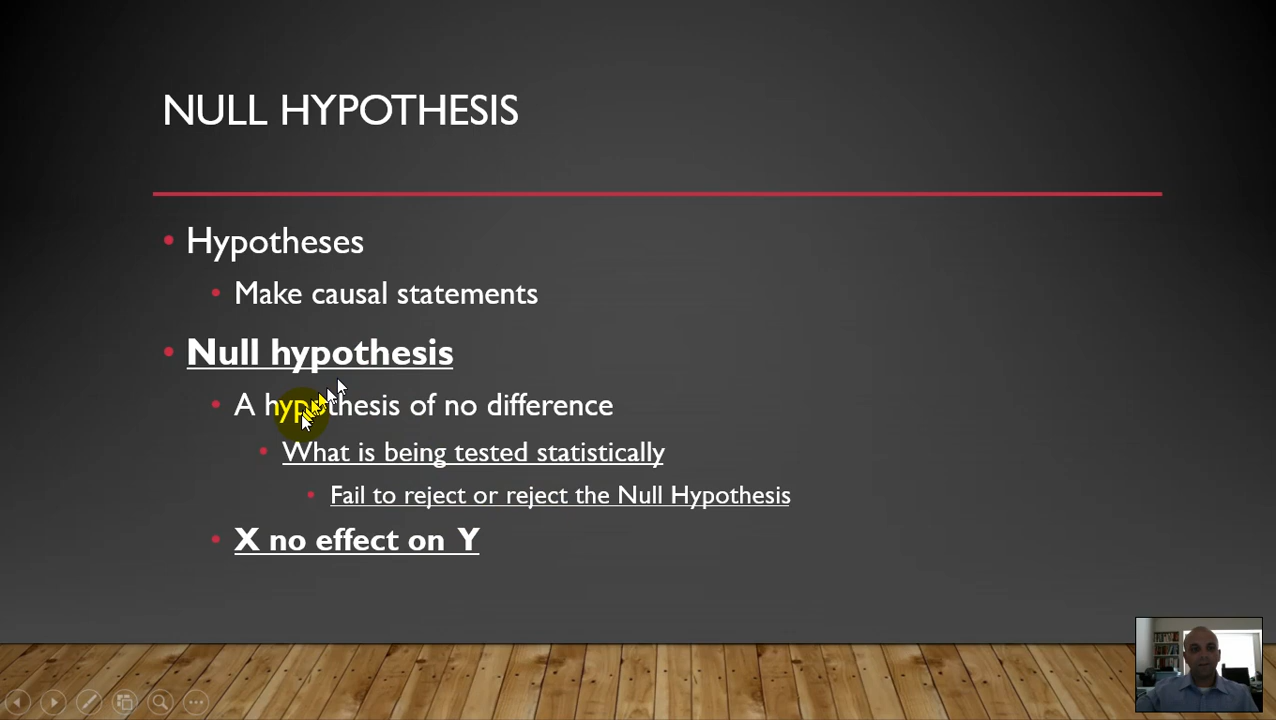 NULL HYPOTHESIS
Hypotheses
Make causal statements
Null hypothesis
A hypothesis of no difference
What is being tested statistically
Fail to reject or reject the Null Hypothesis
X no effect on Y